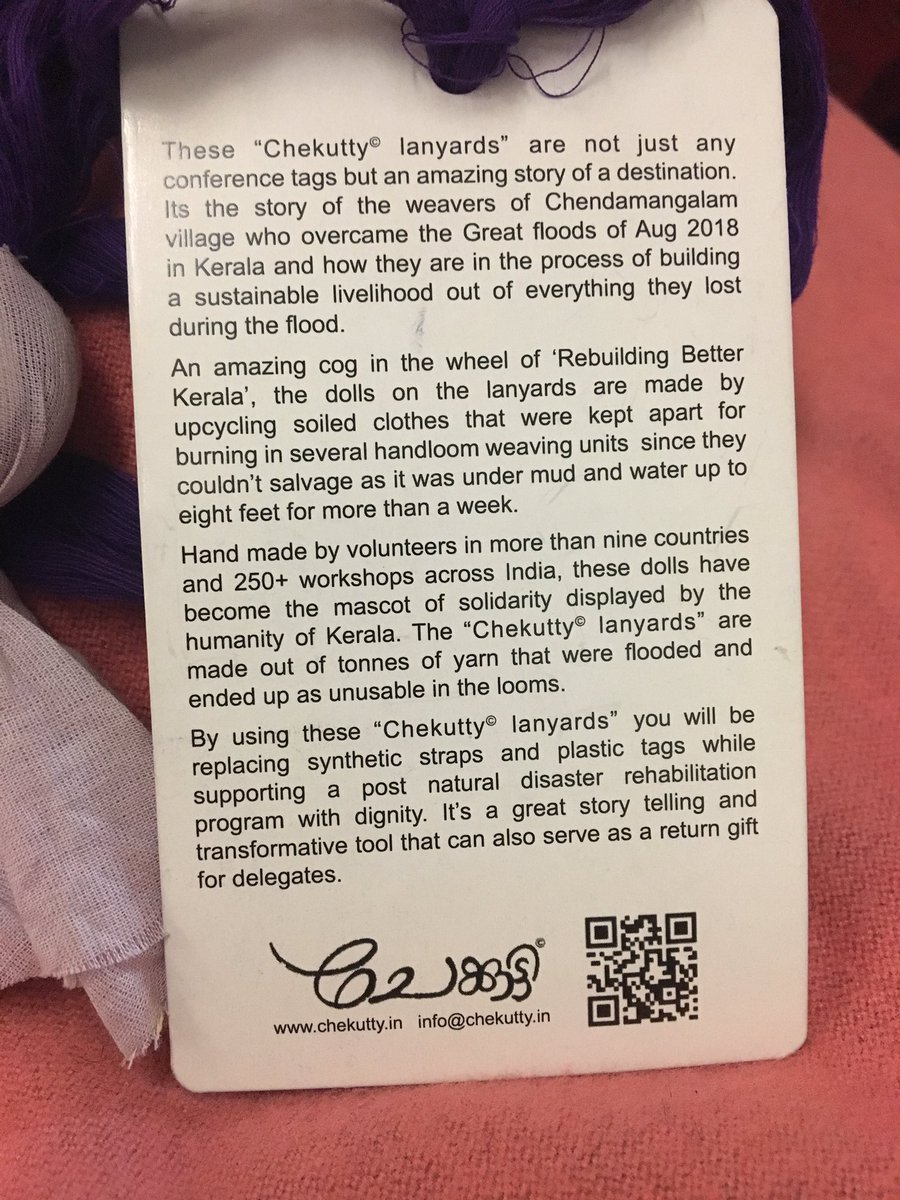 These “Chekutty© lanyards” are not just any
conference tags but an amazing story of a destination.
Its the story of the weavers of Chendamangalam
village who overcame the Great floods of Aug 2018
in Kerala and how they are in the process of building
a sustainable livelihood out of everything they lost
during the flood.
An amazing cog in the wheel of ‘Rebuilding Better
Kerala’, the dolls on the lanyards are made by
upcycling soiled clothes that were kept apart for
burning in several handloom weaving units since they
couldn’t salvage as it was under mud and water up to
eight feet for more than a week.
Hand made by volunteers in more than nine countries
and 250+ workshops across India, these dolls have
become the mascot of solidarity displayed by the
humanity of Kerala. The “Chekutty© lanyards” are
made out of tonnes of yarn that were flooded and
ended up as unusable in the looms.
By using these “Chekutty© lanyards” you will be
replacing synthetic straps and plastic tags while
supporting a post natural disaster rehabilitation
program with dignity. It’s a great story telling and
transformative tool that can also serve as a return gift
for delegates.
ചേക്കുട്ടി©
www.chekutty.in info@chekutty.in